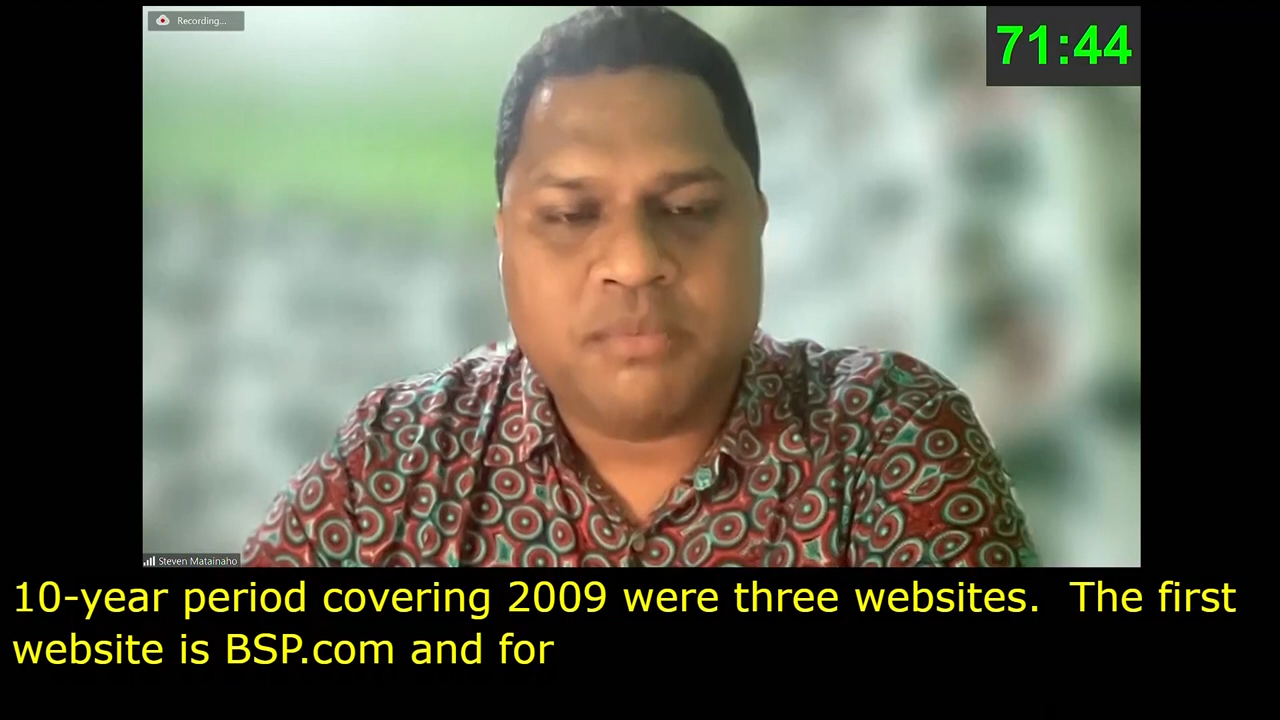 Recording...
71:44
Steven Matainaho
10-year period covering 2009 were three websites.  The first
website is BSP.com and for